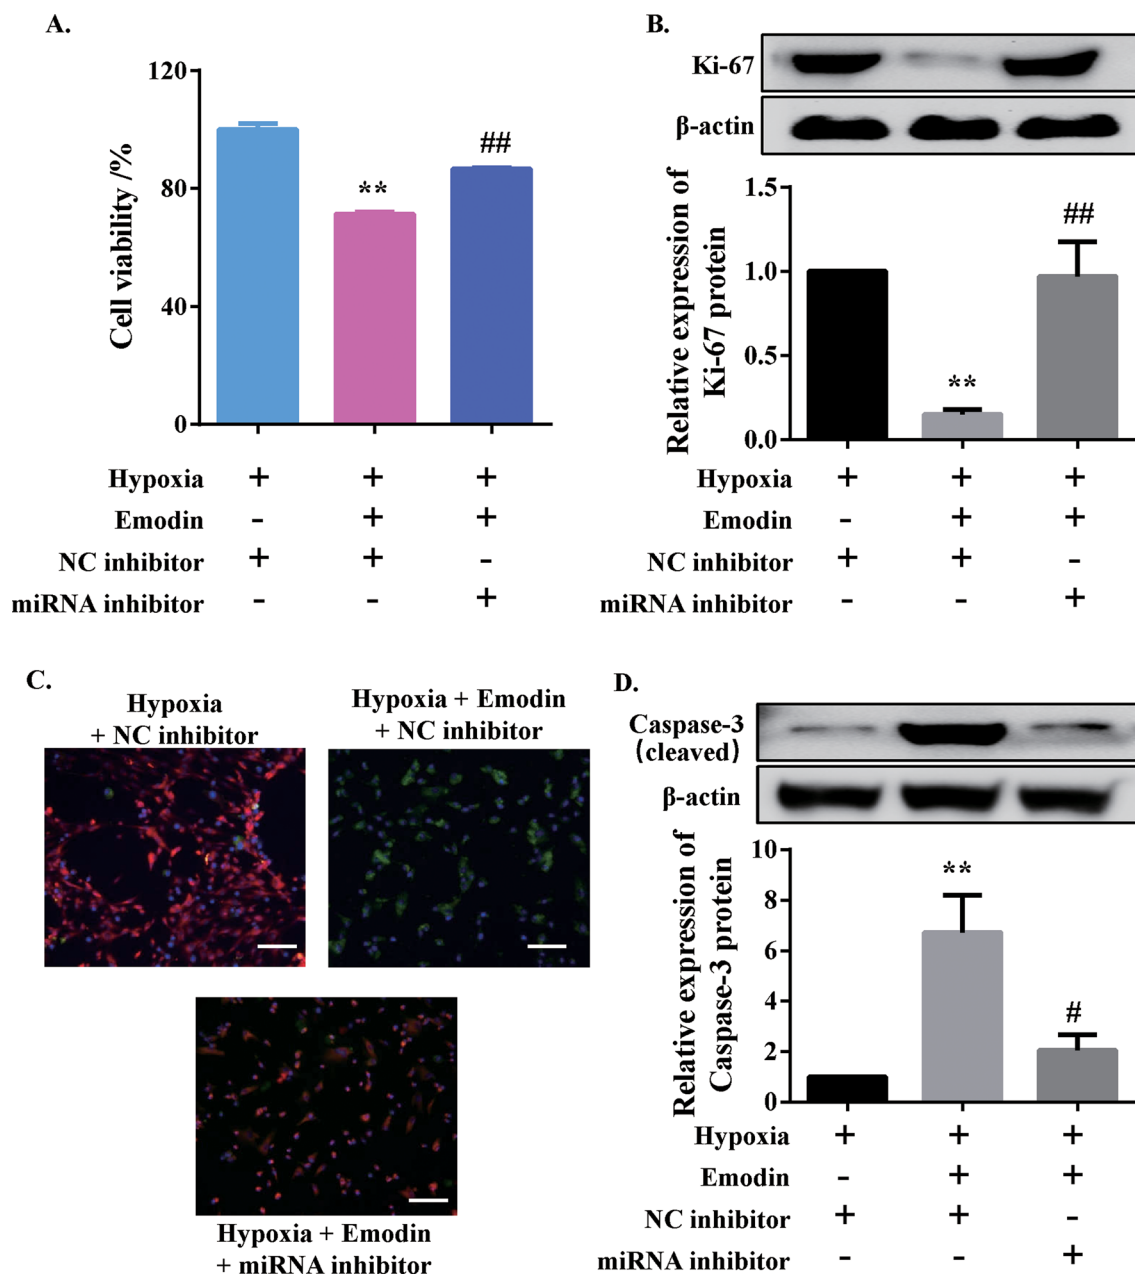 A.
120
80
40
0
Cell viability /%
**
##
Hypoxia + + +
Emodin - + +
NC inhibitor + + -
miRNA inhibitor - - +
B.
Ki-67
β-actin
1.5
1.0
0.5
0.0
Relative expression of
Ki-67 protein
**
##
Hypoxia + + +
Emodin - + +
NC inhibitor + + -
miRNA inhibitor - - +
C.
Hypoxia
+ NC inhibitor
Hypoxia + Emodin
+ NC inhibitor
Hypoxia + Emodin
+ miRNA inhibitor
D.
Caspase-3
(cleaved)
β-actin
10
8
6
4
2
0
Relative expression of
Caspase-3 protein
**
#
Hypoxia + + +
Emodin - + +
NC inhibitor + + -
miRNA inhibitor - - +